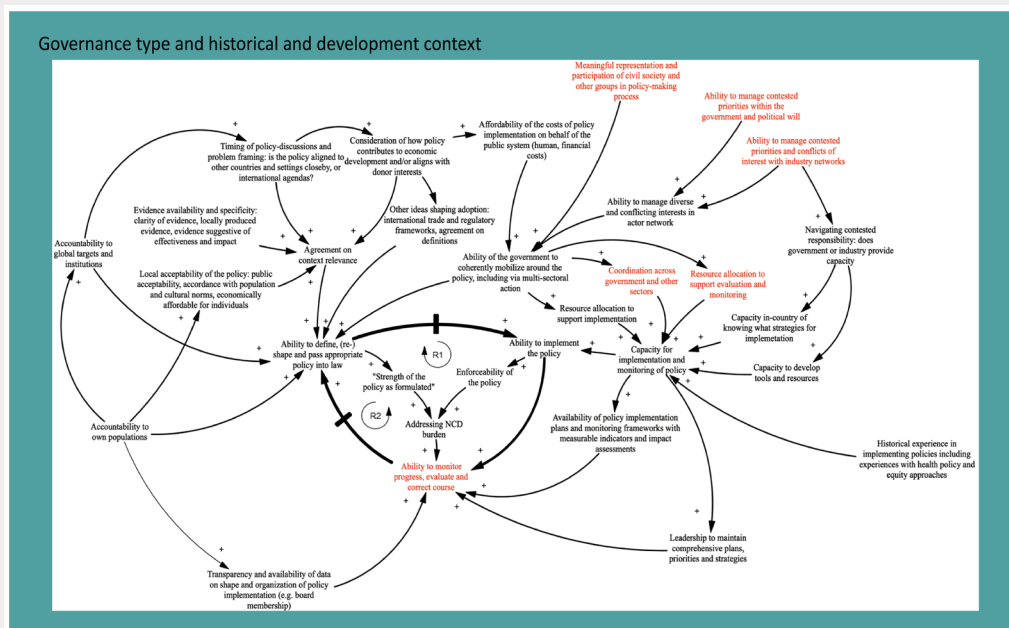 Governance type and historical and development context
Meaningful representation and
participation of civil society and
other groups in policy-making
process
Ability to manage contested
priorities within the
government and political will
Ability to manage contested
priorities and conflicts of
interest with industry networks
Timing of policy-discussions and
problem framing: is the policy aligned to
other countries and settings closeby, or
international agendas?
Consideration of how policy
contributes to economic
development and/or aligns with
donor interests
Affordability of the costs of policy
implementation on behalf of the
public system (human, financial
costs)
Evidence availability and specificity:
clarity of evidence, locally produced
evidence, evidence suggestive of
effectiveness and impact
Other ideas shaping adoption:
international trade and regulatory
frameworks, agreement on
definitions
Ability to manage diverse
and conflicting interests in
actor network
Navigating contested
responsibility: does
government or industry provide
capacity
Accountability to
global targets and
institutions
Agreement on
context relevance
Local acceptability of the policy: public
acceptability, accordance with population
and cultural norms, economically
affordable for individuals
Ability of the government to
coherently mobilize around the
policy, including via multi-sectoral
action
Coordination across
government and other
sectors
Resource allocation to
support evaluation and
monitoring
Resource allocation to
support implementation
Capacity in-country of
knowing what strategies for
implemetation
Ability to define, (re-)
shape and pass appropriate
policy into law
R1
Ability to implement
the policy
Capacity for
implementation and
monitoring of policy
Capacity to develop
tools and resources
"Strength of the
policy as formulated"
Enforceability of
the policy
R2
Addressing NCD
burden
Availability of policy implementation
plans and monitoring frameworks with
measurable indicators and impact
assessments
Accountability to
own populations
Ability to monitor
progress, evaluate and
correct course
Historical experience in
implementing policies including
experiences with health policy and
equity approaches
Leadership to maintain
comprehensive plans,
priorities and strategies
Transparency and availability of data
on shape and organization of policy
implementation (e.g. board
membership)